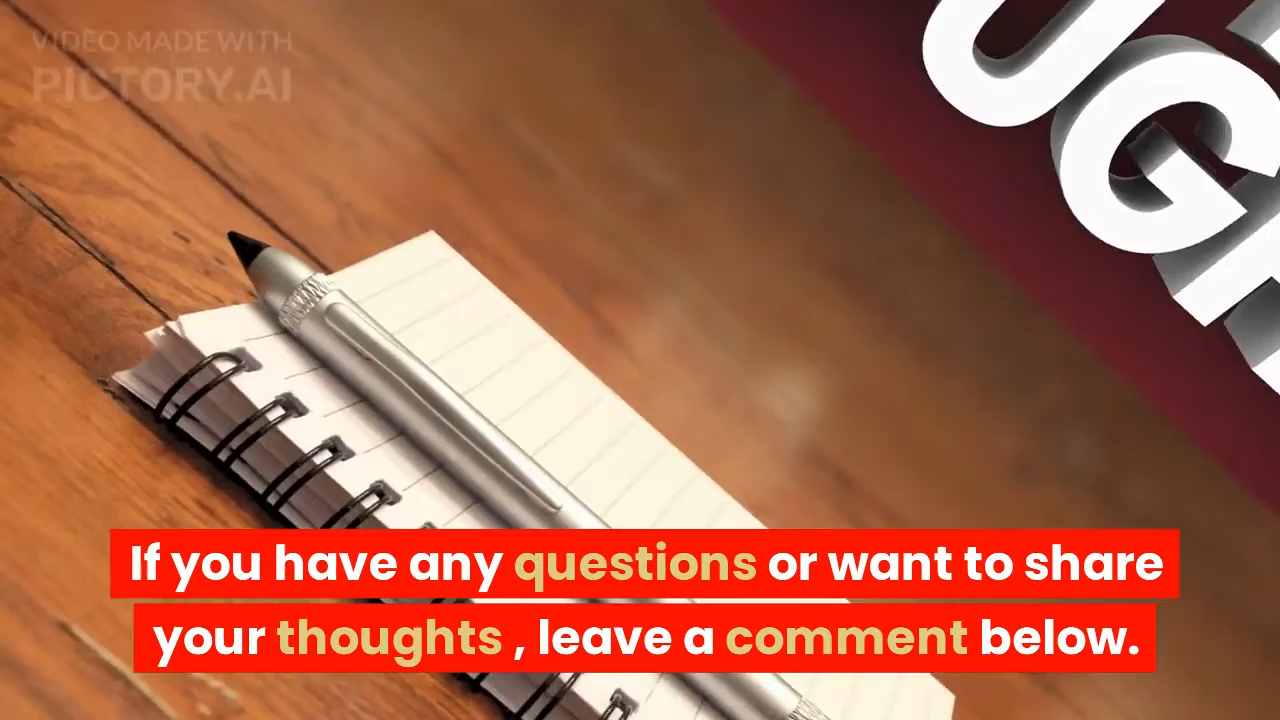 VIDEO MADE WITH
PICTORY.AI
UGH
If you have any questions or want to share
your thoughts , leave a comment below.